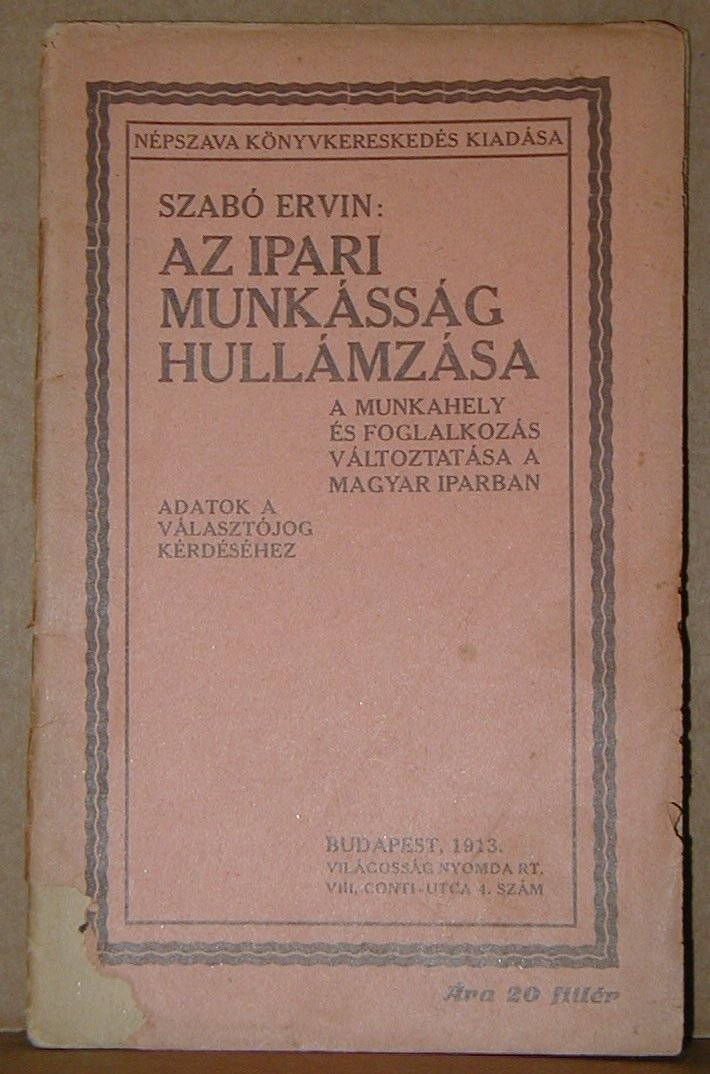 NÉPSZAVA KÖNYVKERESKEDÉS KIADÁSA
SZABÓ ERVIN:
AZ IPARI
MUNKÁSSÁG
HULLÁMZÁSA
A MUNKAHELY
ÉS FOGLALKOZÁS
VÁLTOZTATÁSA A
MAGYAR IPARBAN
ADATOK A
VÁLASZTÓJOG
KÉRDÉSÉHEZ
BUDAPEST, 1913.
VILÁGOSSÁG NYOMDA RT.
VIII, CONTI-UTCA 4. SZÁM
Ára 20 fillér